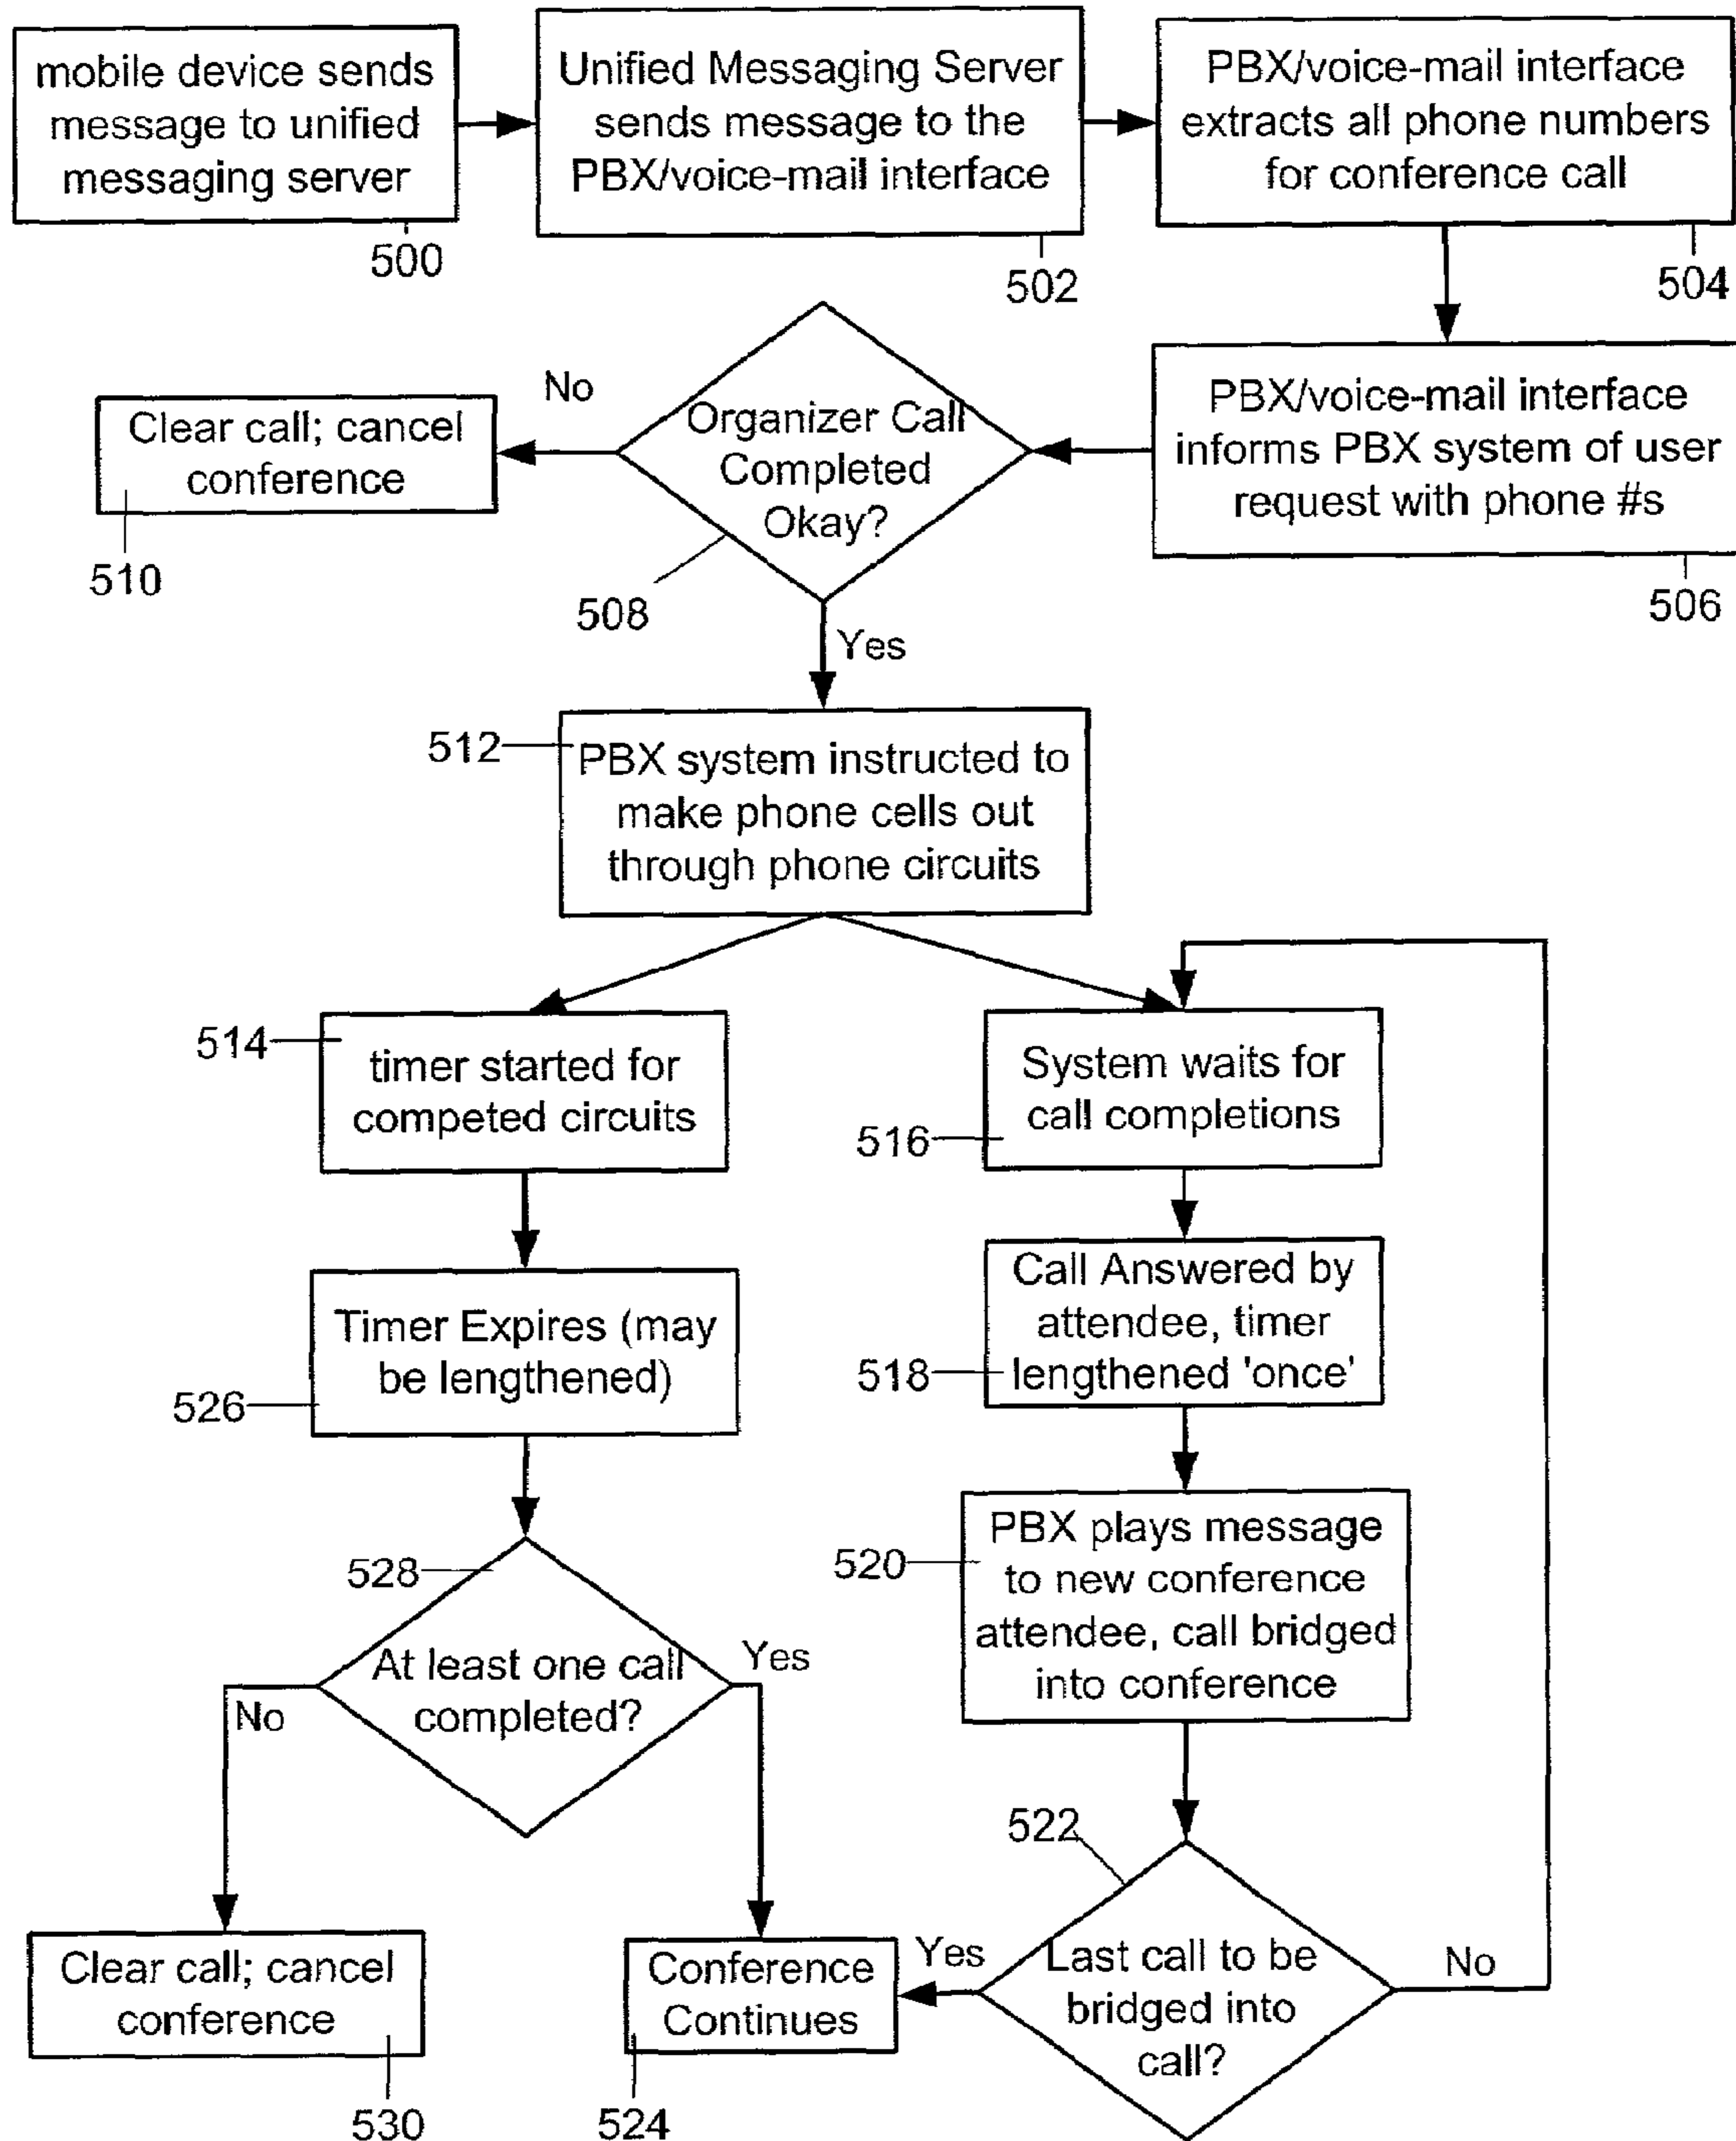 mobile device sends
message to unified
messaging server
500
Unified Messaging Server
sends message to the
PBX/voice-mail interface
502
PBX/voice-mail interface
extracts all phone numbers
for conference call
504
PBX/voice-mail interface
informs PBX system of user
request with phone #s
506
Organizer Call
Completed
Okay?
508
No
Clear call; cancel
conference
510
Yes
512
PBX system instructed to
make phone cells out
through phone circuits
514
timer started for
competed circuits
System waits for
call completions
516
Call Answered by
attendee, timer
lengthened 'once'
518
Timer Expires (may
be lengthened)
526
PBX plays message
to new conference
attendee, call bridged
into conference
520
528
At least one call
completed?
Yes
No
522
Last call to be
bridged into
call?
Yes
No
Clear call; cancel
conference
530
Conference
Continues
524